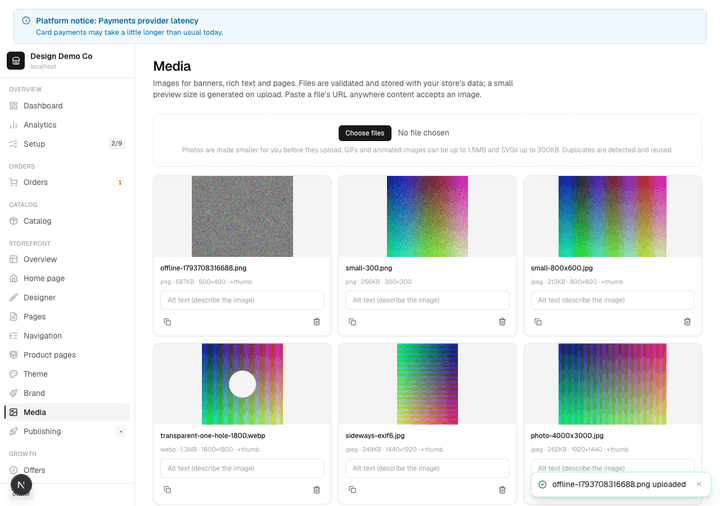 Platform notice: Payments provider latency
Card payments may take a little longer than usual today.
Design Demo Co
localhost
OVERVIEW
Dashboard
Analytics
Setup 2/9
ORDERS
Orders 1
CATALOG
Catalog
STOREFRONT
Overview
Home page
Designer
Pages
Navigation
Product pages
Theme
Brand
Media
Publishing
GROWTH
Offers
N
Media
Images for banners, rich text and pages. Files are validated and stored with your store's data; a small
preview size is generated on upload. Paste a file's URL anywhere content accepts an image.
Choose files No file chosen
Photos are made smaller for you before they upload. GIFs and animated images can be up to 1.5MB and SVGs up to 300KB. Duplicates are detected and reused.
offline-1793708316688.png
png · 587KB · 500×400 · +thumb
Alt text (describe the image)
small-300.png
png · 256KB · 300×300
Alt text (describe the image)
small-800x600.jpg
jpeg · 213KB · 800×600 · +thumb
Alt text (describe the image)
transparent-one-hole-1800.webp
webp · 1.3MB · 1800×1800 · +thumb
Alt text (describe the image)
sideways-exif6.jpg
jpeg · 249KB · 1440×1920 · +thumb
Alt text (describe the image)
photo-4000x3000.jpg
jpeg · 262KB · 1920×1440 · +thumb
Alt text (describe the image)
offline-1793708316688.png uploaded